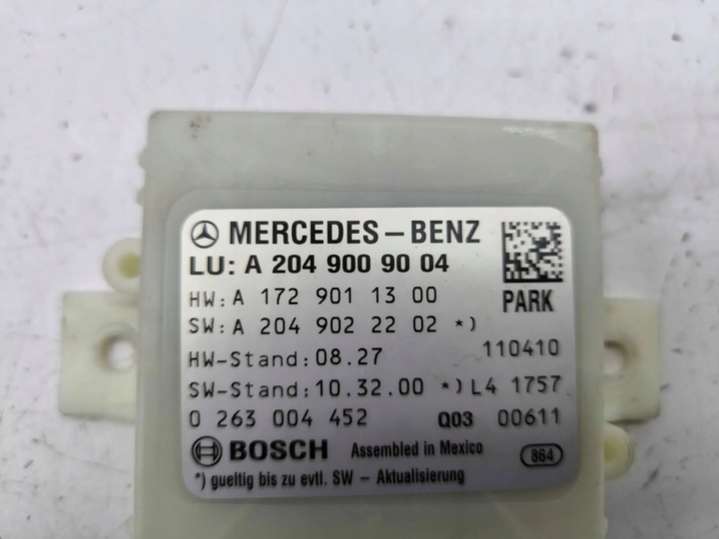 MERCEDES-BENZ
LU: A 204 900 90 04
HW: A 172 901 13 00
PARK
SW: A 204 902 22 02 *)
HW-Stand: 08.27 110410
SW-Stand: 10.32.00 *) L4 1757
0 263 004 452 Q03 00611
BOSCH Assembled in Mexico 864
*) gueltig bis zu evtl. SW – Aktualisierung